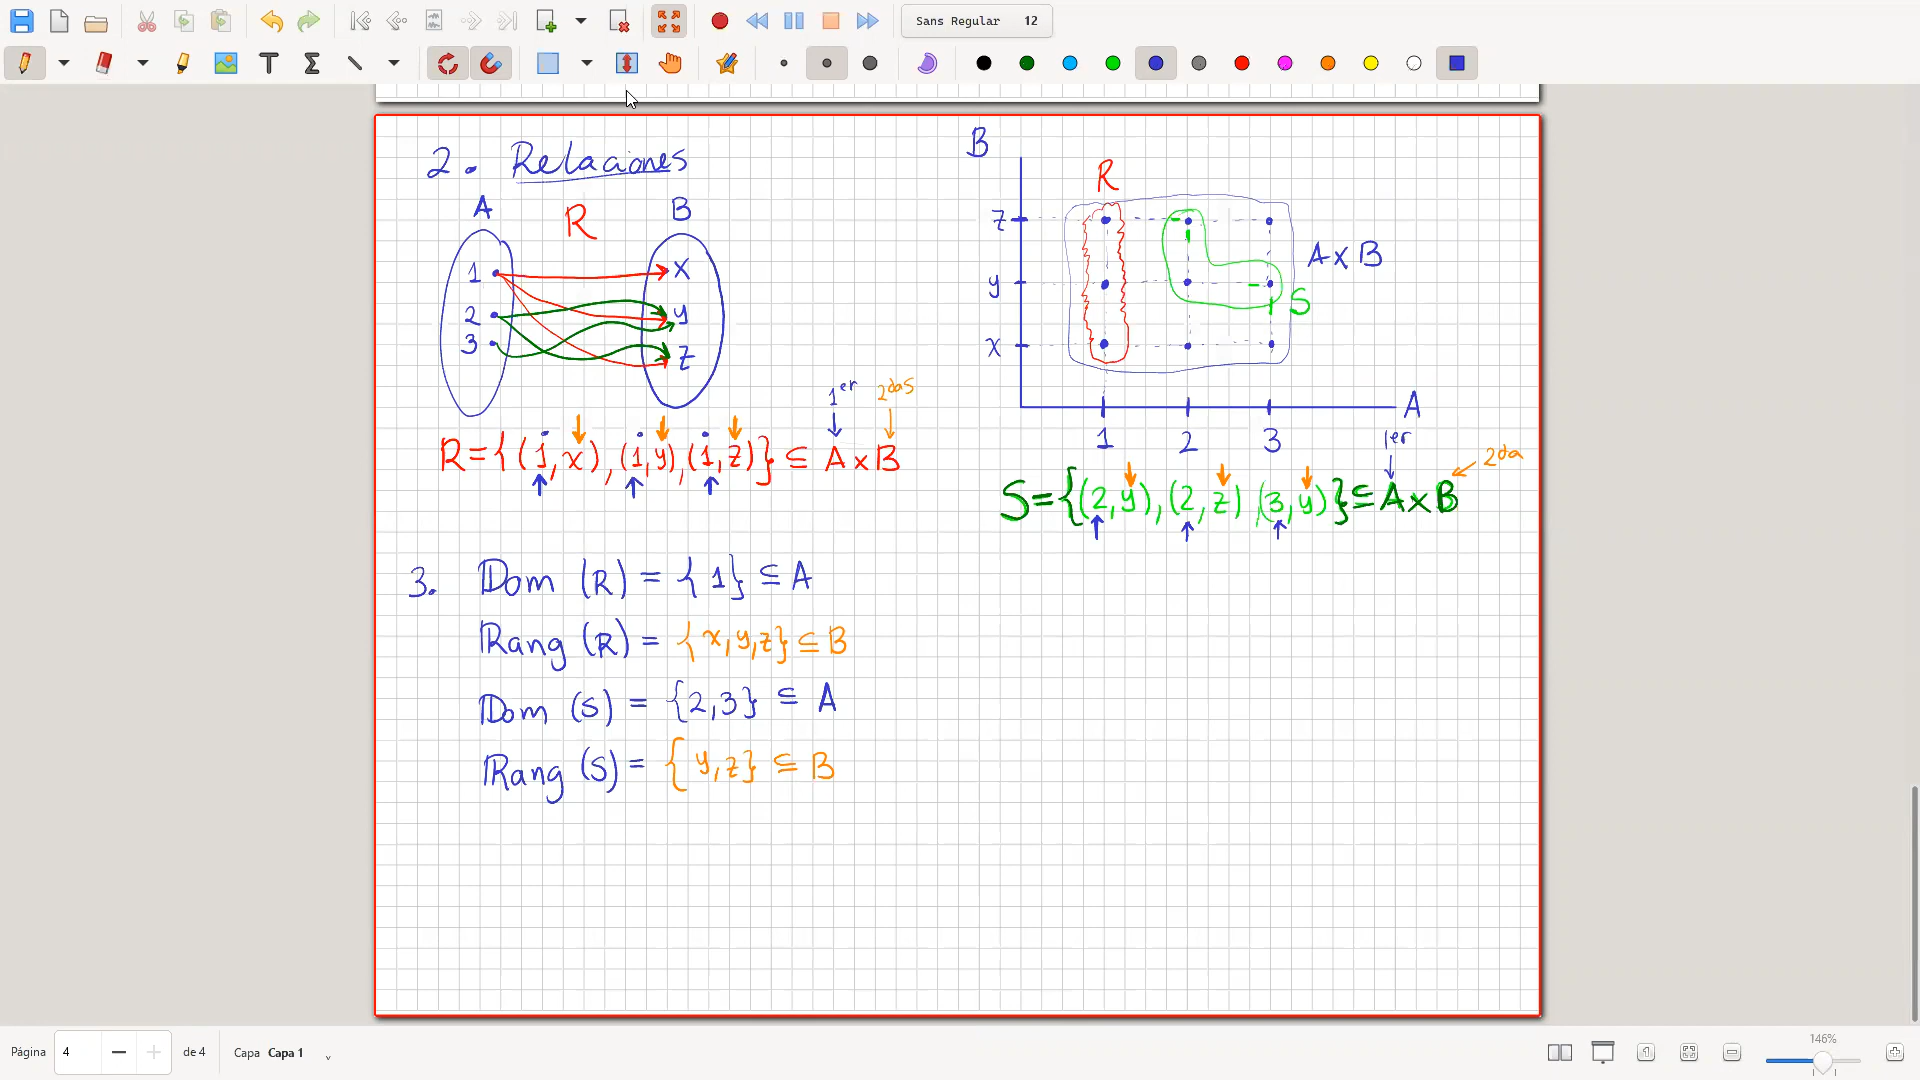 Sans Regular 12
2. Relaciones
A R B
1 x
2 y
3 z
1er 2das
R={(1,x),(1,y),(1,z)} ⊆ A×B
B
R
z
y
x
A×B
S
A
1 2 3
1er 2da
S={(2,y),(2,z),(3,y)}⊆A×B
3. Dom (R) = {1} ⊆ A
Rang (R) = {x,y,z} ⊆ B
Dom (S) = {2,3} ⊆ A
Rang (S) = {y,z} ⊆ B
Página 4 de 4 Capa Capa 1
146%